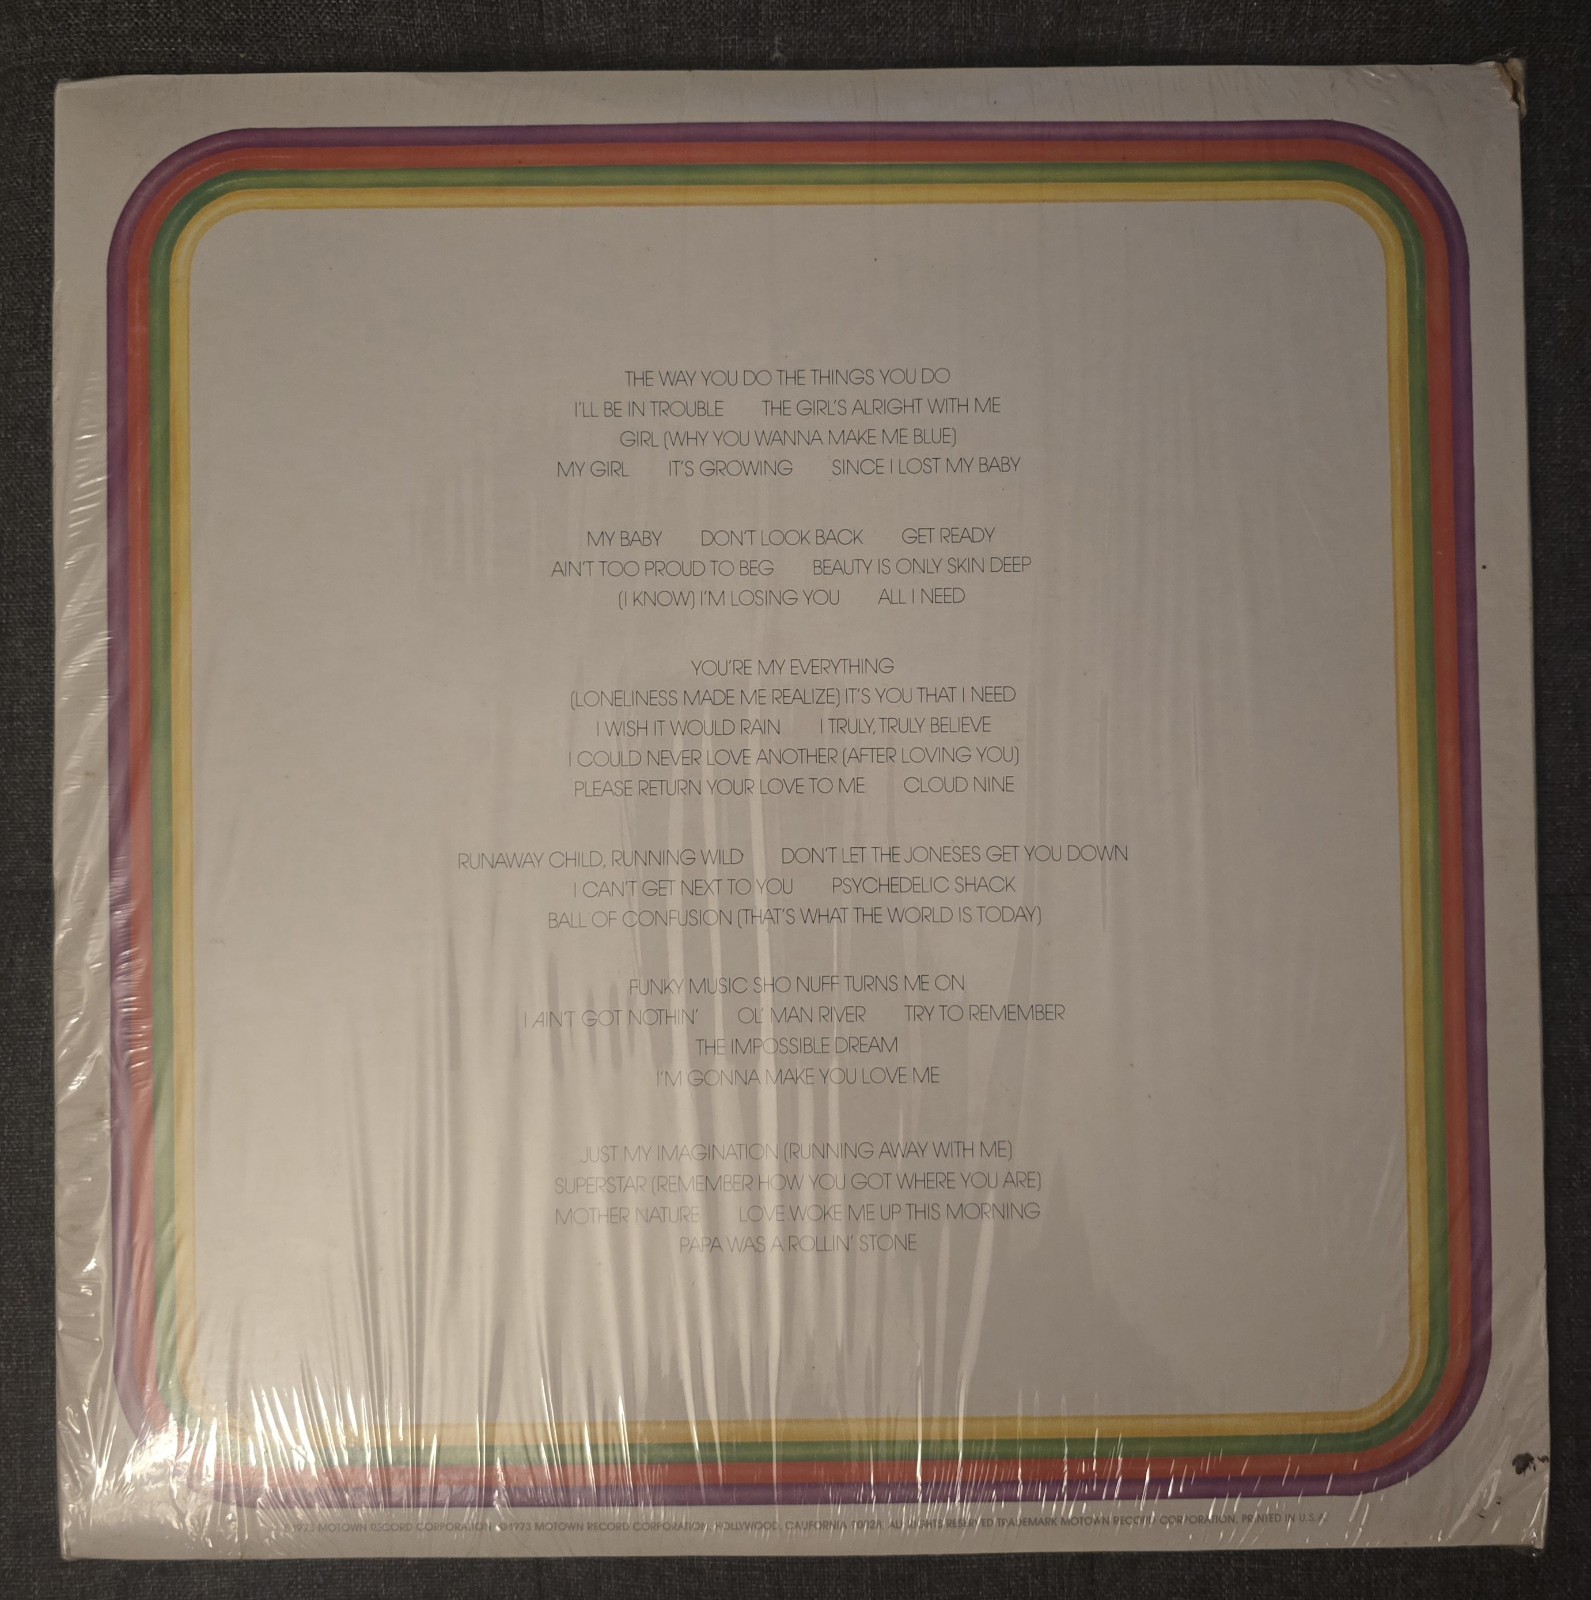 THE WAY YOU DO THE THINGS YOU DO
I'LL BE IN TROUBLE THE GIRL'S ALRIGHT WITH ME
GIRL (WHY YOU WANNA MAKE ME BLUE)
MY GIRL IT'S GROWING SINCE I LOST MY BABY
MY BABY DON'T LOOK BACK GET READY
AIN'T TOO PROUD TO BEG BEAUTY IS ONLY SKIN DEEP
(I KNOW) I'M LOSING YOU ALL I NEED
YOU'RE MY EVERYTHING
(LONELINESS MADE ME REALIZE) IT'S YOU THAT I NEED
I WISH IT WOULD RAIN I TRULY, TRULY BELIEVE
I COULD NEVER LOVE ANOTHER (AFTER LOVING YOU)
PLEASE RETURN YOUR LOVE TO ME CLOUD NINE
RUNAWAY CHILD, RUNNING WILD DON'T LET THE JONESES GET YOU DOWN
I CAN'T GET NEXT TO YOU PSYCHEDELIC SHACK
BALL OF CONFUSION (THAT'S WHAT THE WORLD IS TODAY)
FUNKY MUSIC SHO NUFF TURNS ME ON
I AIN'T GOT NOTHIN' OL' MAN RIVER TRY TO REMEMBER
THE IMPOSSIBLE DREAM
I'M GONNA MAKE YOU LOVE ME
JUST MY IMAGINATION (RUNNING AWAY WITH ME)
SUPERSTAR (REMEMBER HOW YOU GOT WHERE YOU ARE)
MOTHER NATURE LOVE WOKE ME UP THIS MORNING
PAPA WAS A ROLLIN' STONE
1973 MOTOWN RECORD CORPORATION ©1973 MOTOWN RECORD CORPORATION, HOLLYWOOD, CALIFORNIA ALL RIGHTS RESERVED TRADEMARK MOTOWN RECORD CORPORATION, PRINTED IN U.S.A.